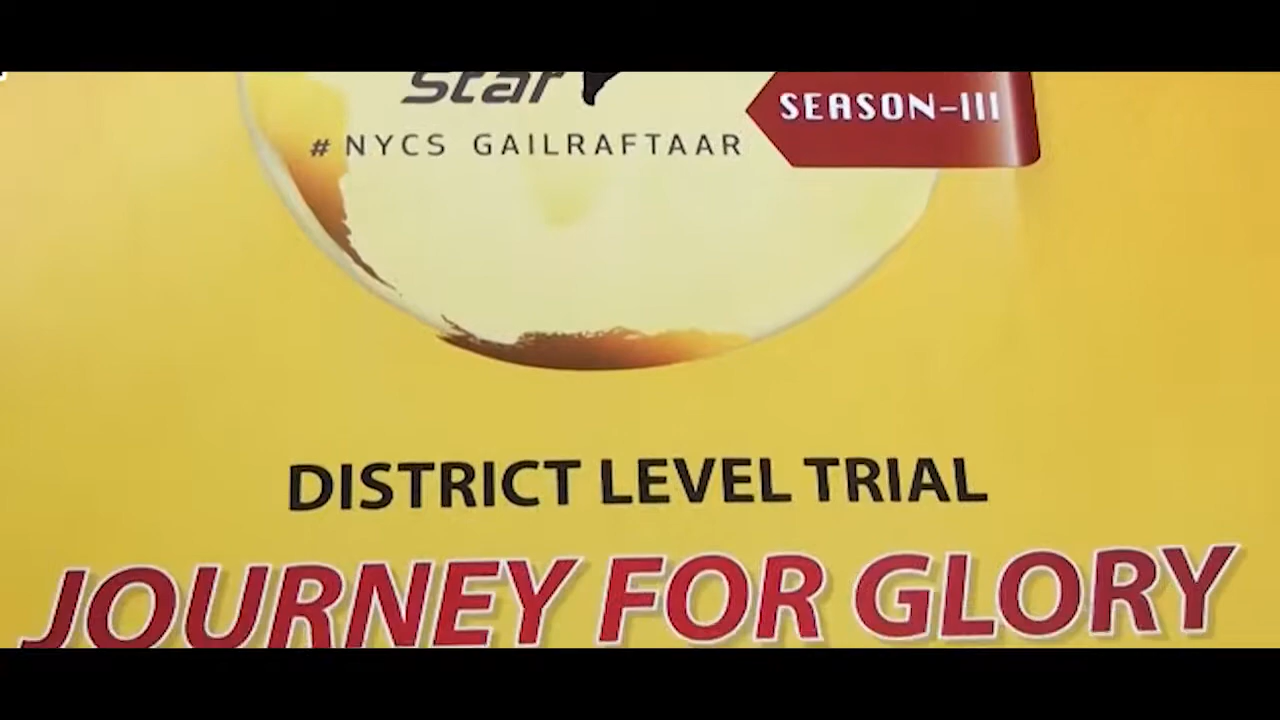 Star
SEASON-III
# NYCS GAILRAFTAAR
DISTRICT LEVEL TRIAL
JOURNEY FOR GLORY